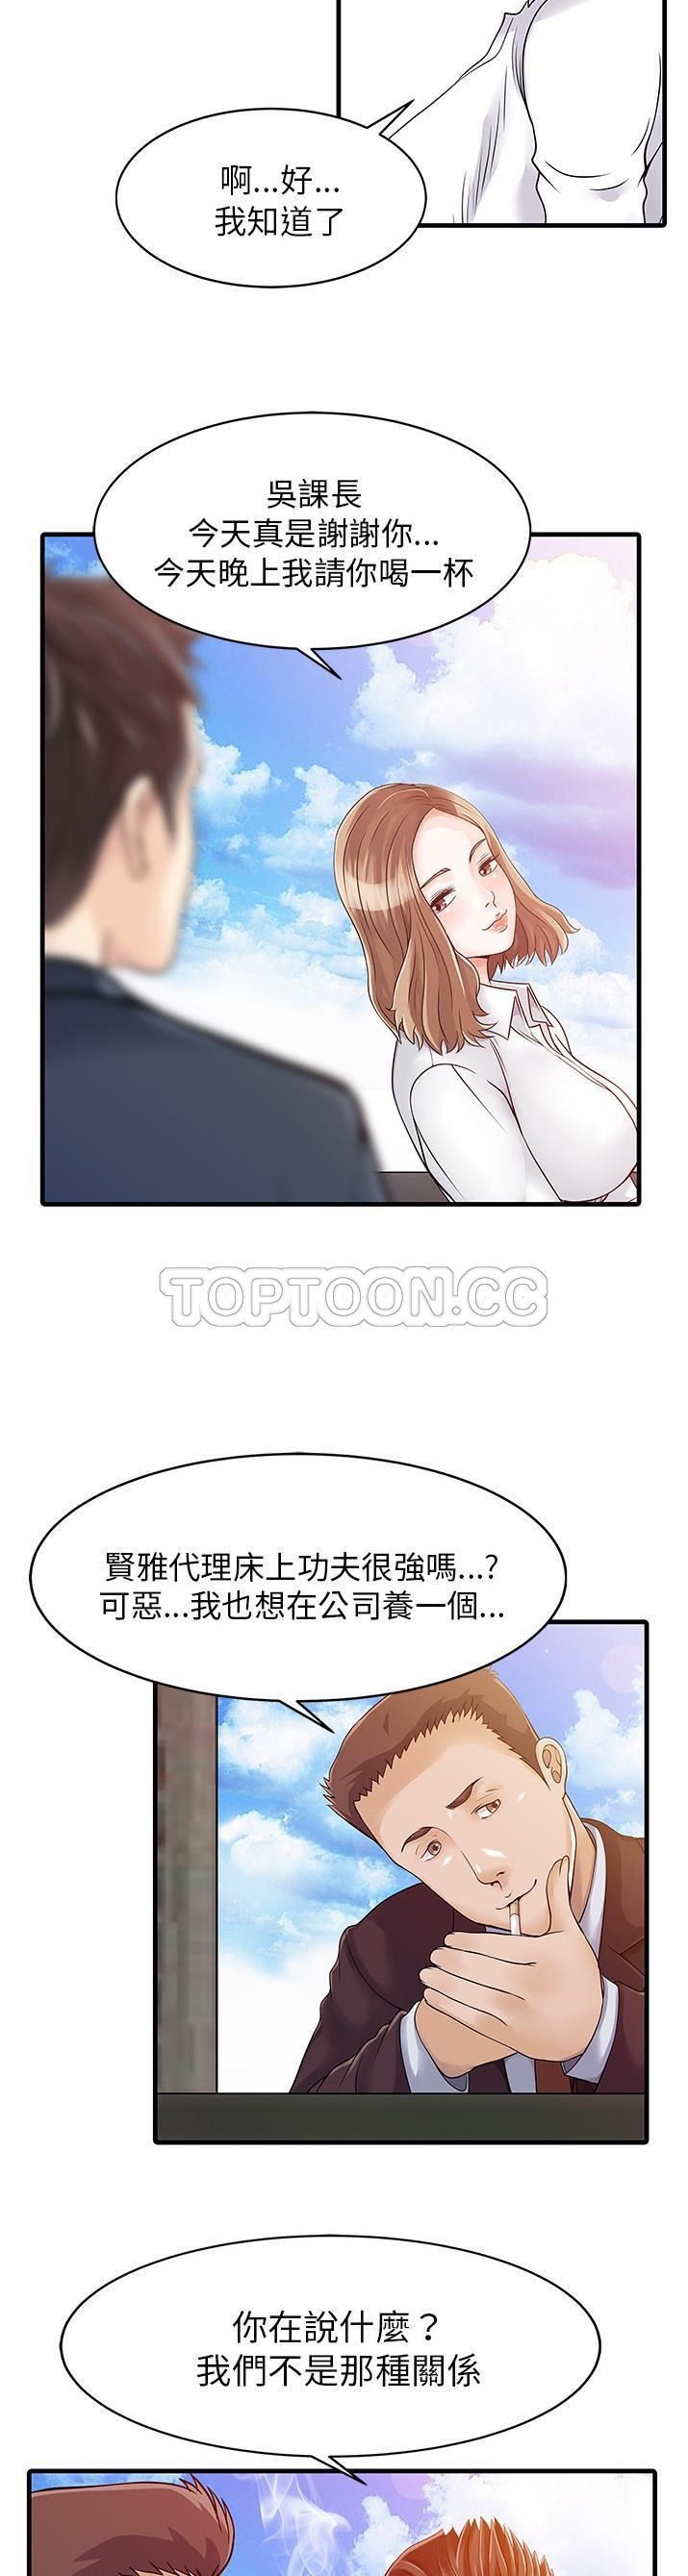 啊...好...
我知道了
吳課長
今天真是謝謝你...
今天晚上我請你喝一杯
TOPTOON.CC
賢雅代理床上功夫很強嗎...?
可惡...我也想在公司養一個...
你在說什麼？
我們不是那種關係